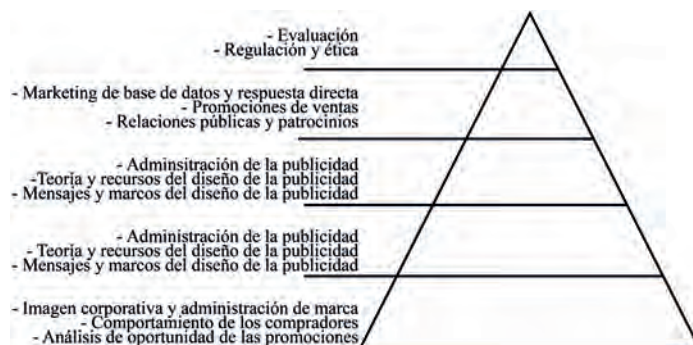 - Evaluación
- Regulación y ética
- Marketing de base de datos y respuesta directa
- Promociones de ventas
- Relaciones públicas y patrocinios
- Adminsitración de la publicidad
-Teoría y recursos del diseño de la publicidad
- Mensajes y marcos del diseño de la publicidad
- Administración de la publicidad
- Teoría y recursos del diseño de la publicidad
- Mensajes y marcos del diseño de la publicidad
- Imagen corporativa y administración de marca
- Comportamiento de los compradores
- Análisis de oportunidad de las promociones